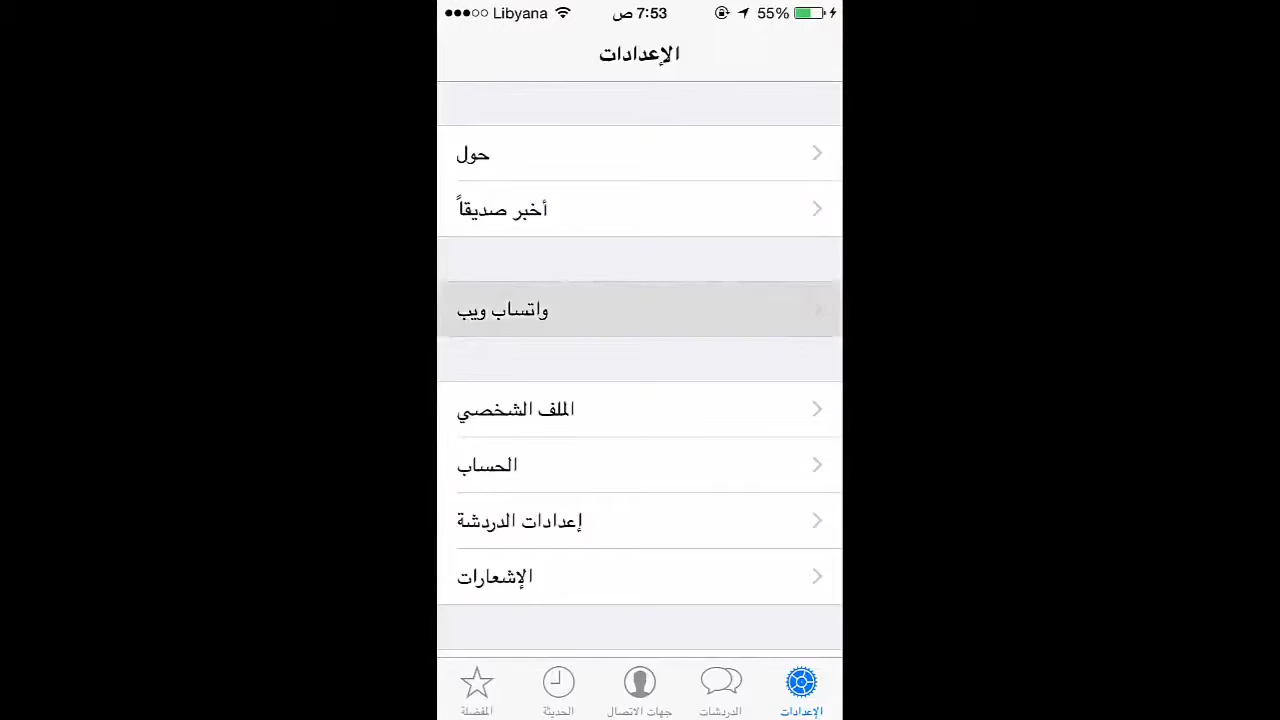 Libyana 7:53 ص 55%
الإعدادات
حول
أخبر صديقاً
واتساب ويب
الملف الشخصي
الحساب
إعدادات الدردشة
الإشعارات
المفضلة الحديثة جهات الاتصال الدردشات الإعدادات